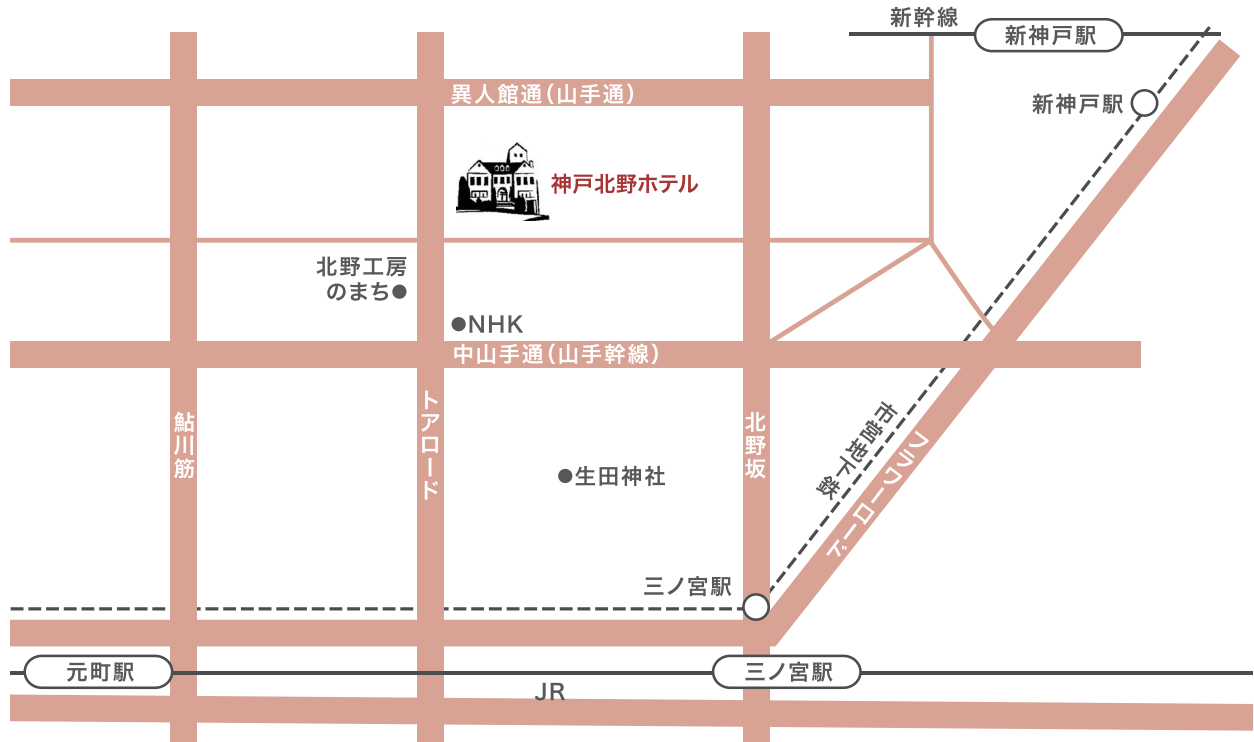 新幹線
新神戸駅
異人館通（山手通）
新神戸駅
神戸北野ホテル
北野工房
のまち●
●NHK
中山手通（山手幹線）
鮎川筋
トアロード
北野坂
市営地下鉄
フラワーロード
●生田神社
三ノ宮駅
元町駅
三ノ宮駅
JR